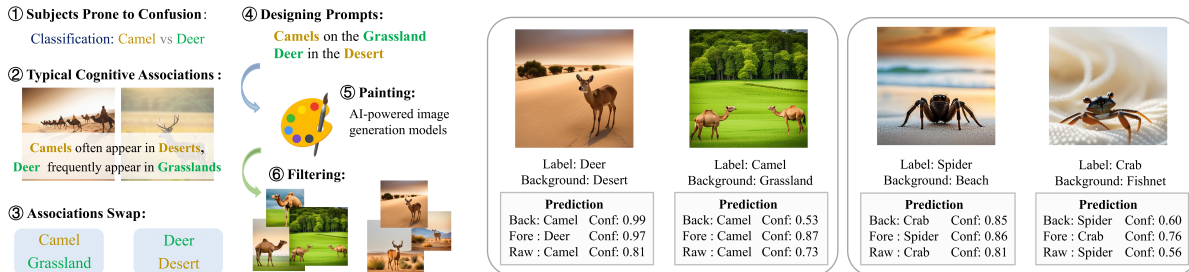 ① Subjects Prone to Confusion:
Classification: Camel vs Deer
② Typical Cognitive Associations:
Camels often appear in Deserts,
Deer frequently appear in Grasslands
③ Associations Swap:
Camel
Grassland
Deer
Desert
④ Designing Prompts:
Camels on the Grassland
Deer in the Desert
⑤ Painting:
AI-powered image
generation models
⑥ Filtering:
Label: Deer
Background: Desert
Prediction
Back: Camel Conf: 0.99
Fore : Deer Conf: 0.97
Raw : Camel Conf: 0.81
Label: Camel
Background: Grassland
Prediction
Back: Camel Conf: 0.53
Fore : Camel Conf: 0.87
Raw : Camel Conf: 0.73
Label: Spider
Background: Beach
Prediction
Back: Crab Conf: 0.85
Fore : Spider Conf: 0.86
Raw : Crab Conf: 0.81
Label: Crab
Background: Fishnet
Prediction
Back: Spider Conf: 0.60
Fore: Crab Conf: 0.76
Raw : Spider Conf: 0.56